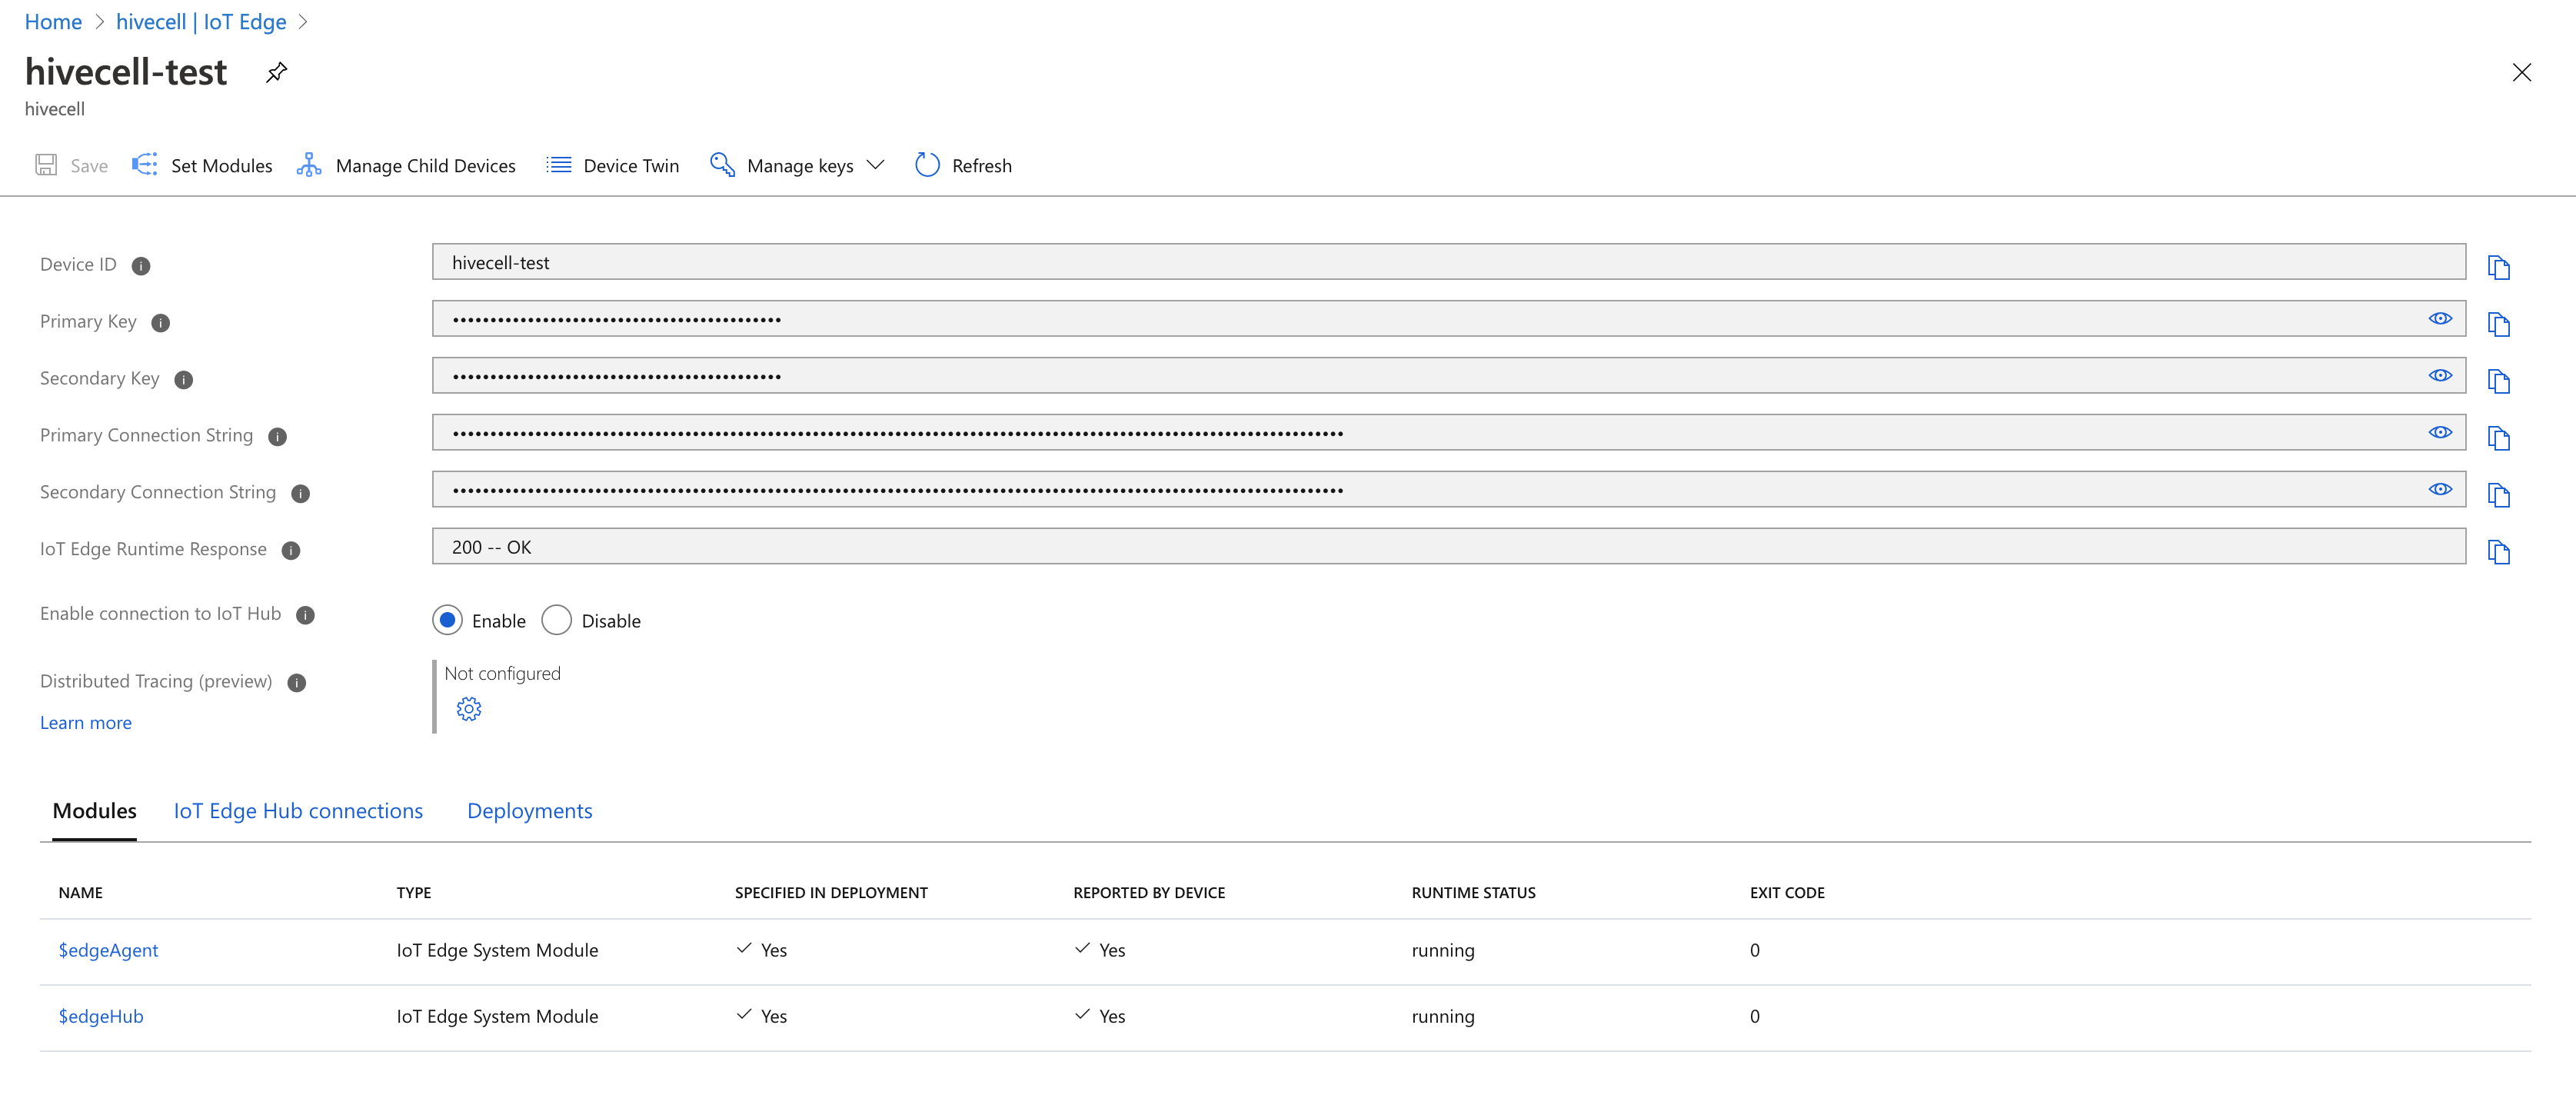 Home > hivecell | IoT Edge >
hivecell-test
hivecell
Save Set Modules Manage Child Devices Device Twin Manage keys Refresh
Device ID hivecell-test
Primary Key ••••••••••••••••••••••••••••••••••••••••••••
Secondary Key ••••••••••••••••••••••••••••••••••••••••••••
Primary Connection String
Secondary Connection String
IoT Edge Runtime Response 200 -- OK
Enable connection to IoT Hub Enable Disable
Distributed Tracing (preview) Not configured
Learn more
Modules IoT Edge Hub connections Deployments
NAME TYPE SPECIFIED IN DEPLOYMENT REPORTED BY DEVICE RUNTIME STATUS EXIT CODE
$edgeAgent IoT Edge System Module Yes Yes running 0
$edgeHub IoT Edge System Module Yes Yes running 0